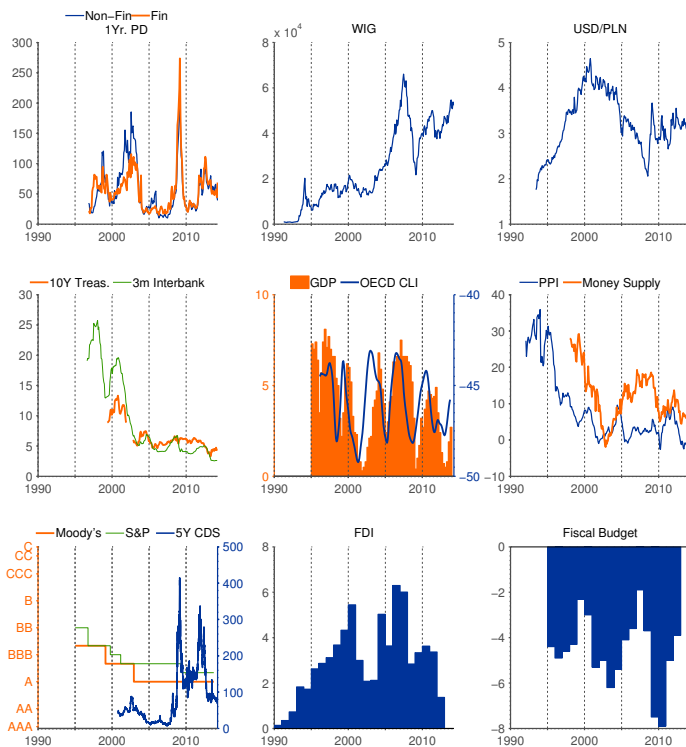 Non−Fin Fin
1Yr. PD
300
250
200
150
100
50
0
1990 2000 2010
x 10^4
WIG
8
6
4
2
0
1990 2000 2010
USD/PLN
5
4
3
2
1
1990 2000 2010
10Y Treas. 3m Interbank
30
25
20
15
10
5
0
1990 2000 2010
GDP OECD CLI
10
5
0
−40
−45
−50
1990 2000 2010
PPI Money Supply
40
30
20
10
0
−10
1990 2000 2010
Moody's S&P 5Y CDS
C
CC
CCC
B
BB
BBB
A
AA
AAA
500
400
300
200
100
0
1990 2000 2010
FDI
8
6
4
2
0
1990 2000 2010
Fiscal Budget
0
−2
−4
−6
−8
1990 2000 2010